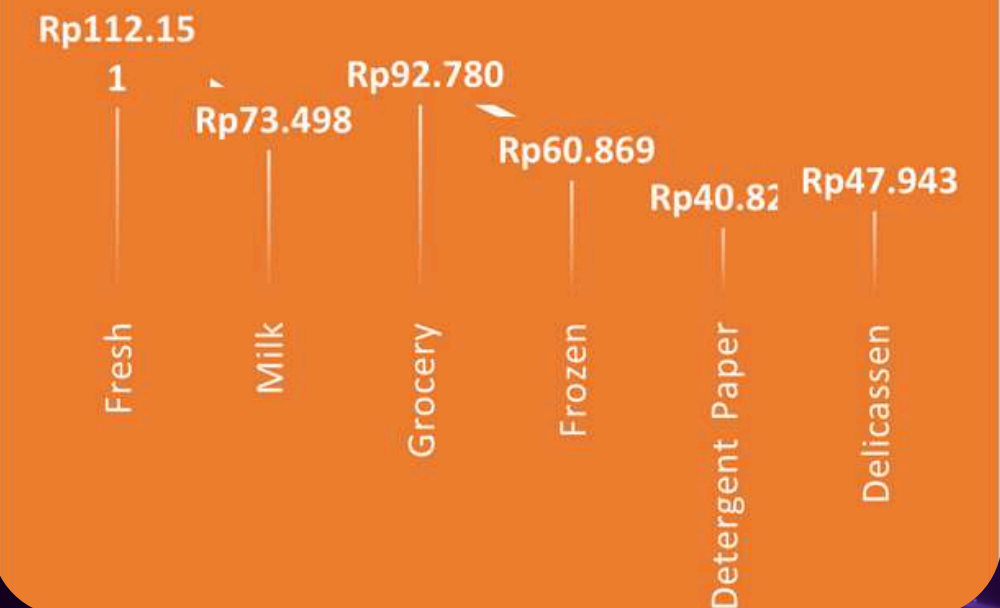 Rp112.15
1
Rp73.498
Rp92.780
Rp60.869
Rp40.82
Rp47.943
Fresh
Milk
Grocery
Frozen
Detergent Paper
Delicassen